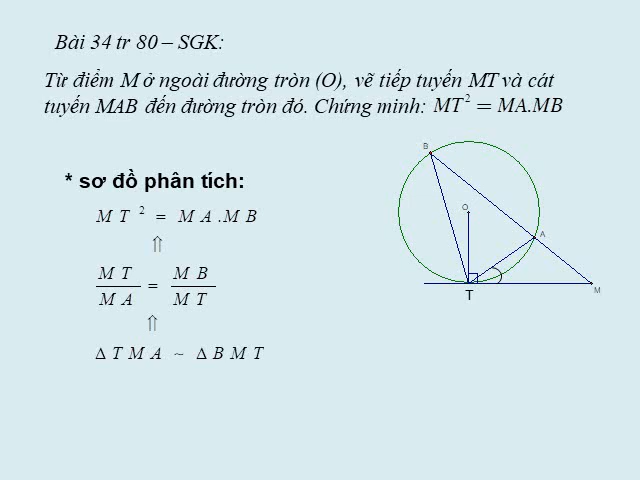 Bài 34 tr 80 – SGK:
Từ điểm M ở ngoài đường tròn (O), vẽ tiếp tuyến MT và cát
tuyến MAB đến đường tròn đó. Chứng minh: MT² = MA.MB
* sơ đồ phân tích:
MT² = MA.MB
⇑
MT/MA = MB/MT
⇑
Δ TMA ~ Δ BMT
B
O
A
T
M